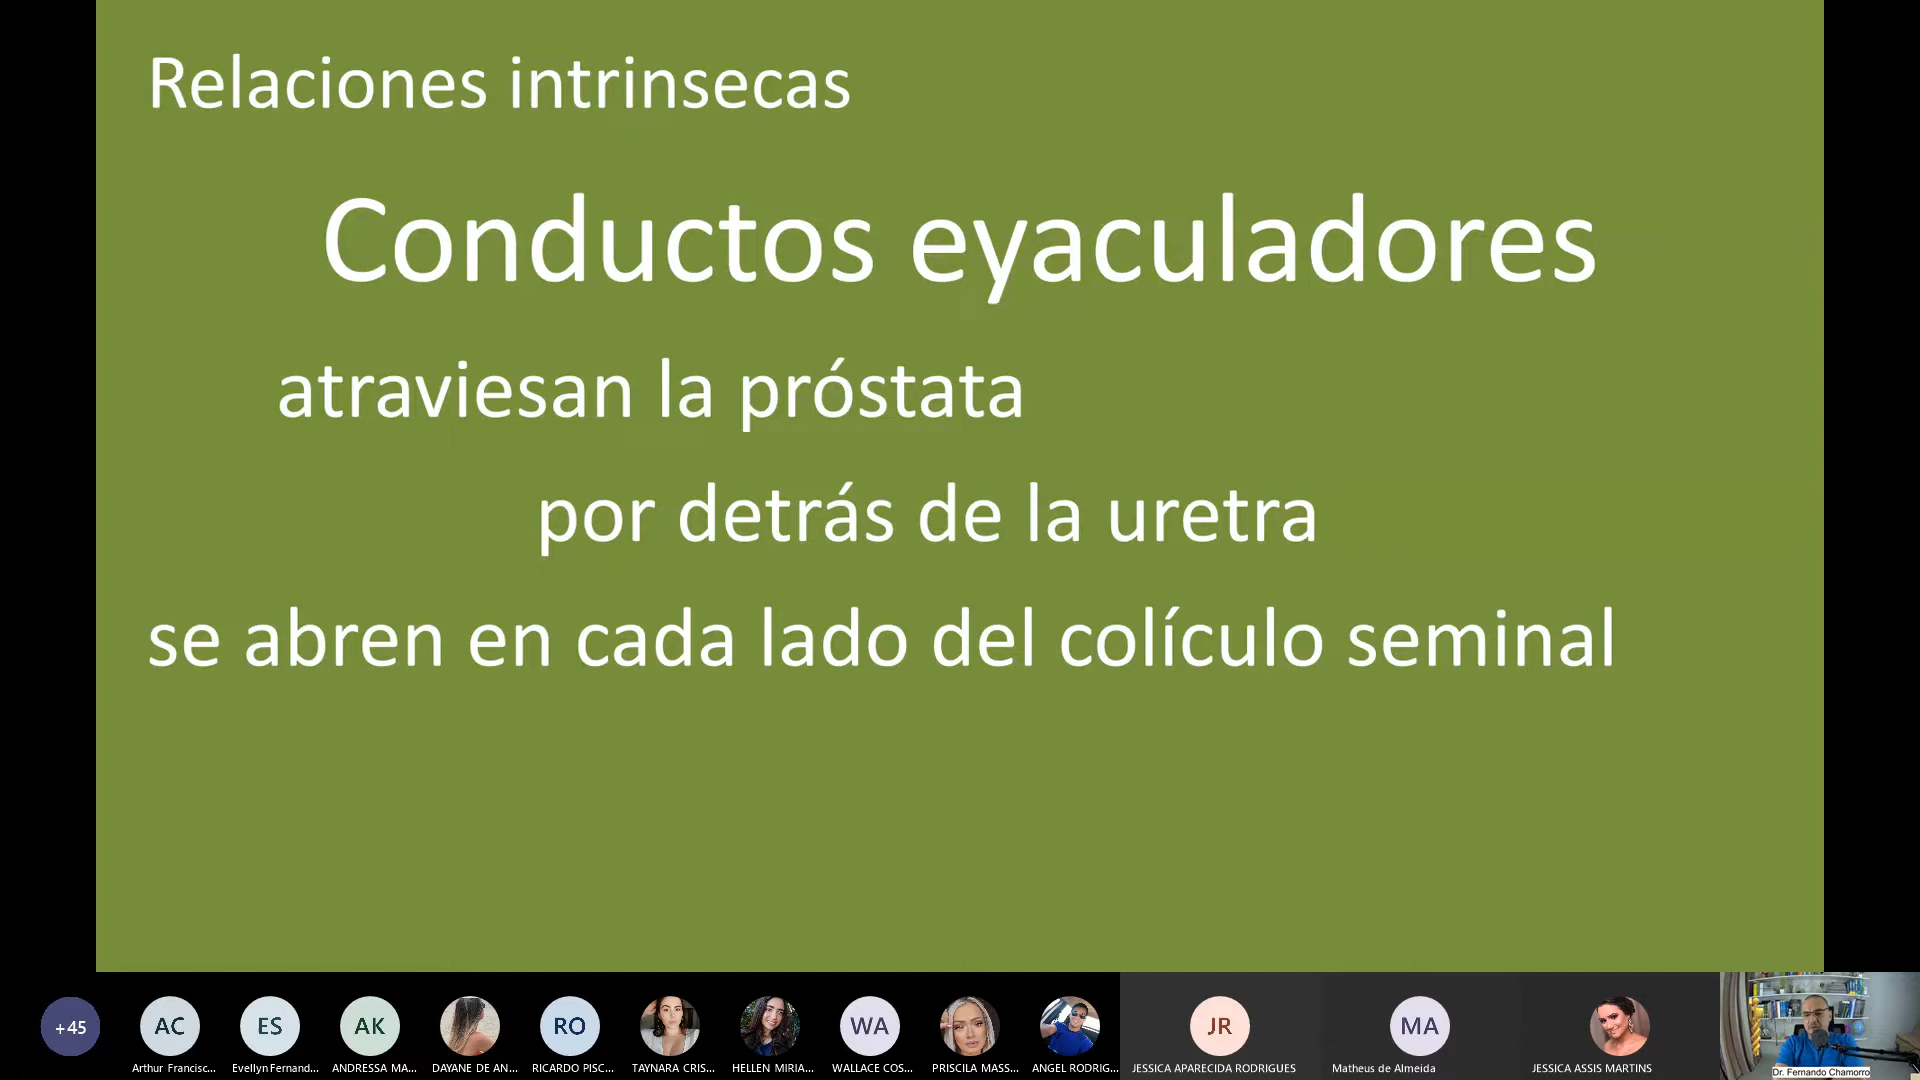 Relaciones intrinsecas
Conductos eyaculadores
atraviesan la próstata
por detrás de la uretra
se abren en cada lado del colículo seminal
+45 AC ES AK RO WA JR MA
Arthur Francisc... Evellyn Fernand... ANDRESSA MA... DAYANE DE AN... RICARDO PISC... TAYNARA CRIS... HELLEN MIRIA... WALLACE COS... PRISCILA MASS... ANGEL RODRIG... JESSICA APARECIDA RODRIGUES Matheus de Almeida JESSICA ASSIS MARTINS Dr. Fernando Chamorro